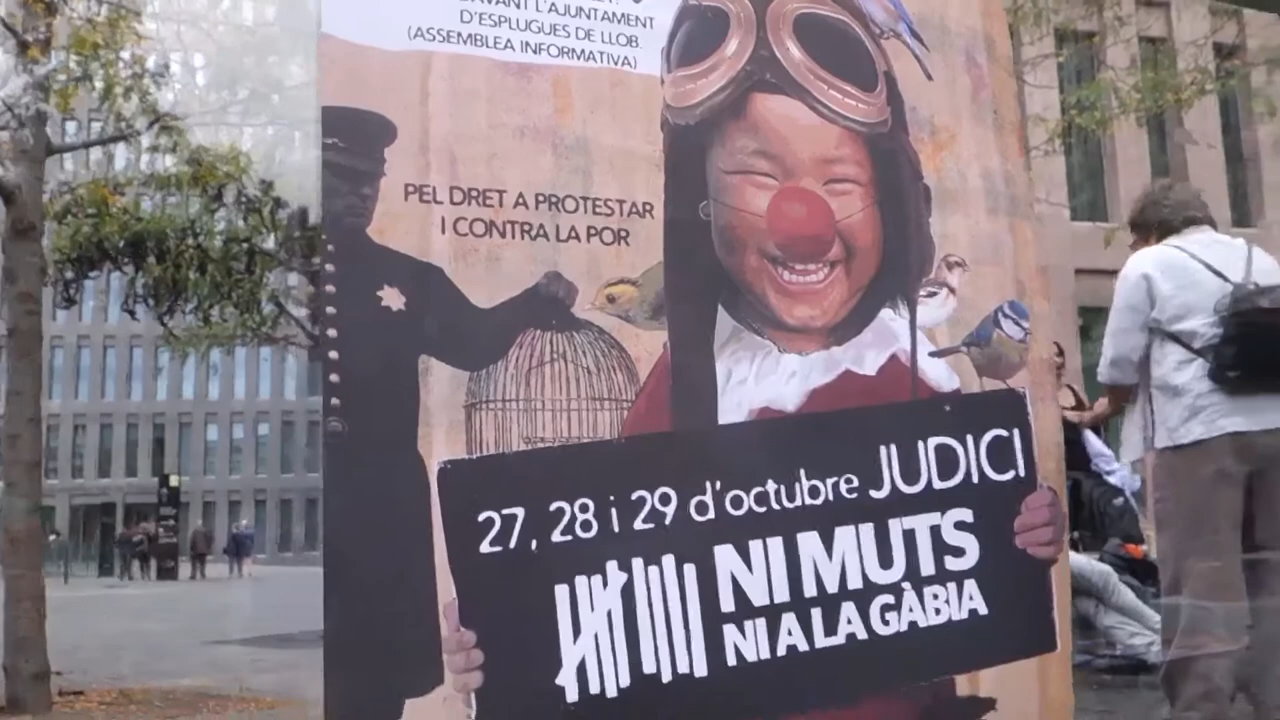 DAVANT L'AJUNTAMENT
D'ESPLUGUES DE LLOB.
(ASSEMBLEA INFORMATIVA)
PEL DRET A PROTESTAR
I CONTRA LA POR
27, 28 i 29 d'octubre JUDICI
NI MUTS
NI A LA GÀBIA